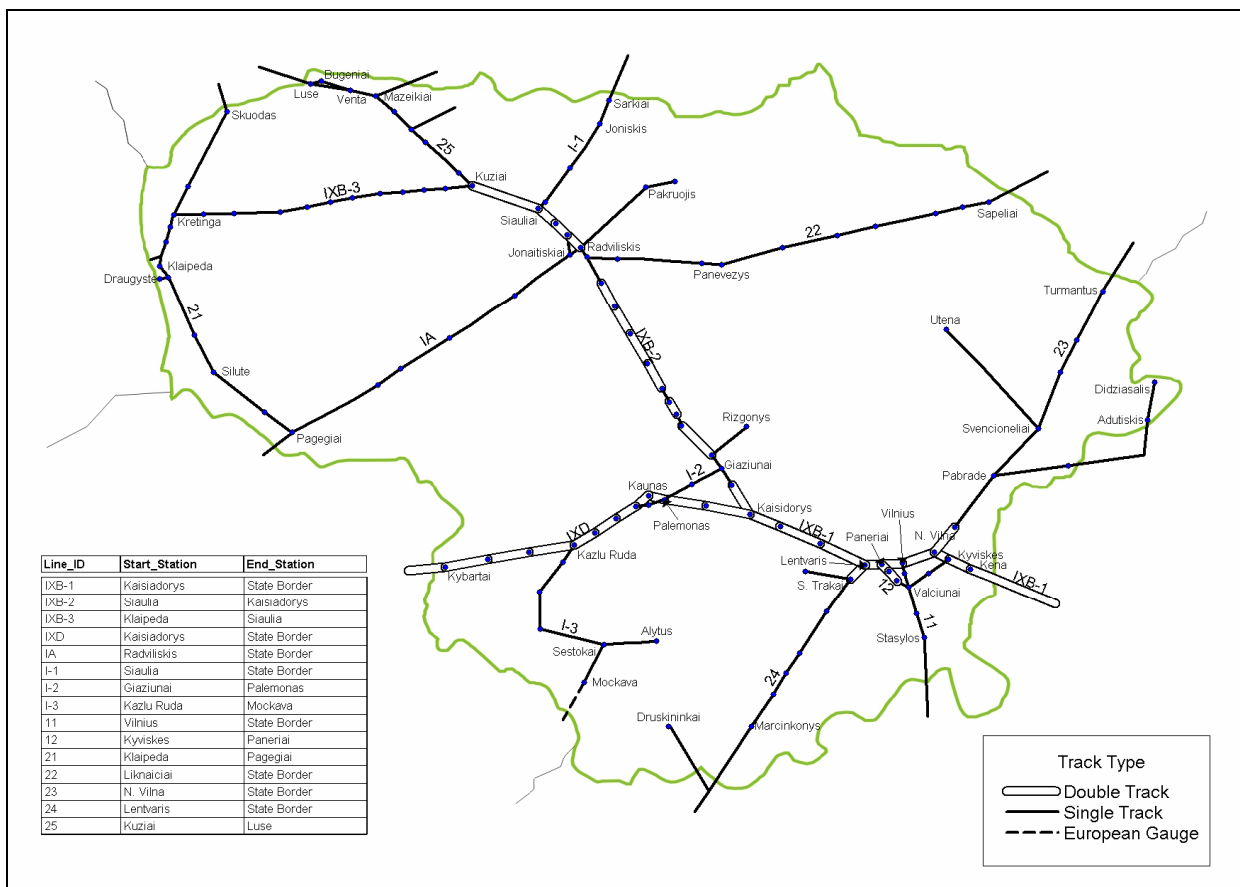 Bugeniai
Luse
Venta
Mazeikiai
Skuodas
Sarkiai
Joniskis
25
I-1
IXB-3
Kuziai
Pakruojis
Kretinga
Siauliai
Sapeliai
22
Jonaitiskiai
Radviliskis
Klaipeda
Panevezys
Draugyste
Turmantus
21
IA
IXB-2
Utena
23
Silute
Didziasalis
Rizgonys
Adutiskis
Pagegiai
Svencioneliai
Giaziunai
I-2
Pabrade
Kaunas
Kaisidorys
Palemonas
Vilnius
IXD
IXB-1
Paneriai
N. Vilna
Kazlu Ruda
Lentvaris
Kyviskes
Kena
Kybartai
S. Trakai
12
Valciunai
IXB-1
11
I-3
Alytus
Stasylos
Sestokai
24
Mockava
Druskininkai
Marcinkonys
Line_ID Start_Station End_Station
IXB-1 Kaisiadorys State Border
IXB-2 Siaulia Kaisiadorys
IXB-3 Klaipeda Siaulia
IXD Kaisiadorys State Border
IA Radviliskis State Border
I-1 Siaulia State Border
I-2 Giaziunai Palemonas
I-3 Kazlu Ruda Mockava
11 Vilnius State Border
12 Kyviskes Paneriai
21 Klaipeda Pagegiai
22 Liknaiciai State Border
23 N. Vilna State Border
24 Lentvaris State Border
25 Kuziai Luse
Track Type
Double Track
Single Track
European Gauge